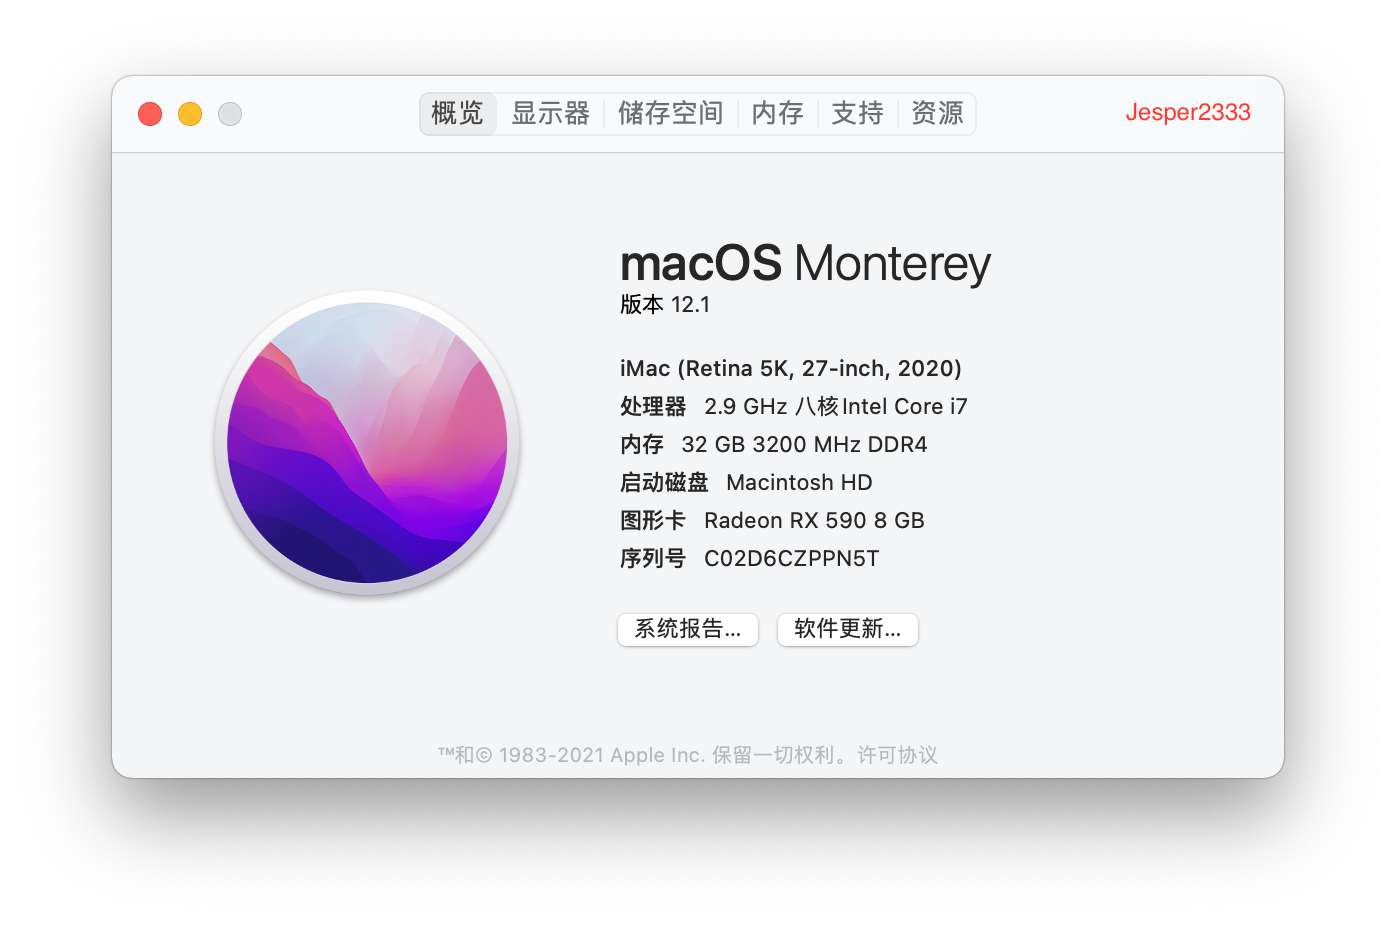 概览 显示器 储存空间 内存 支持 资源 Jesper2333
macOS Monterey
版本 12.1
iMac (Retina 5K, 27-inch, 2020)
处理器 2.9 GHz 八核Intel Core i7
内存 32 GB 3200 MHz DDR4
启动磁盘 Macintosh HD
图形卡 Radeon RX 590 8 GB
序列号 C02D6CZPPN5T
系统报告... 软件更新...
™和© 1983-2021 Apple Inc. 保留一切权利。许可协议